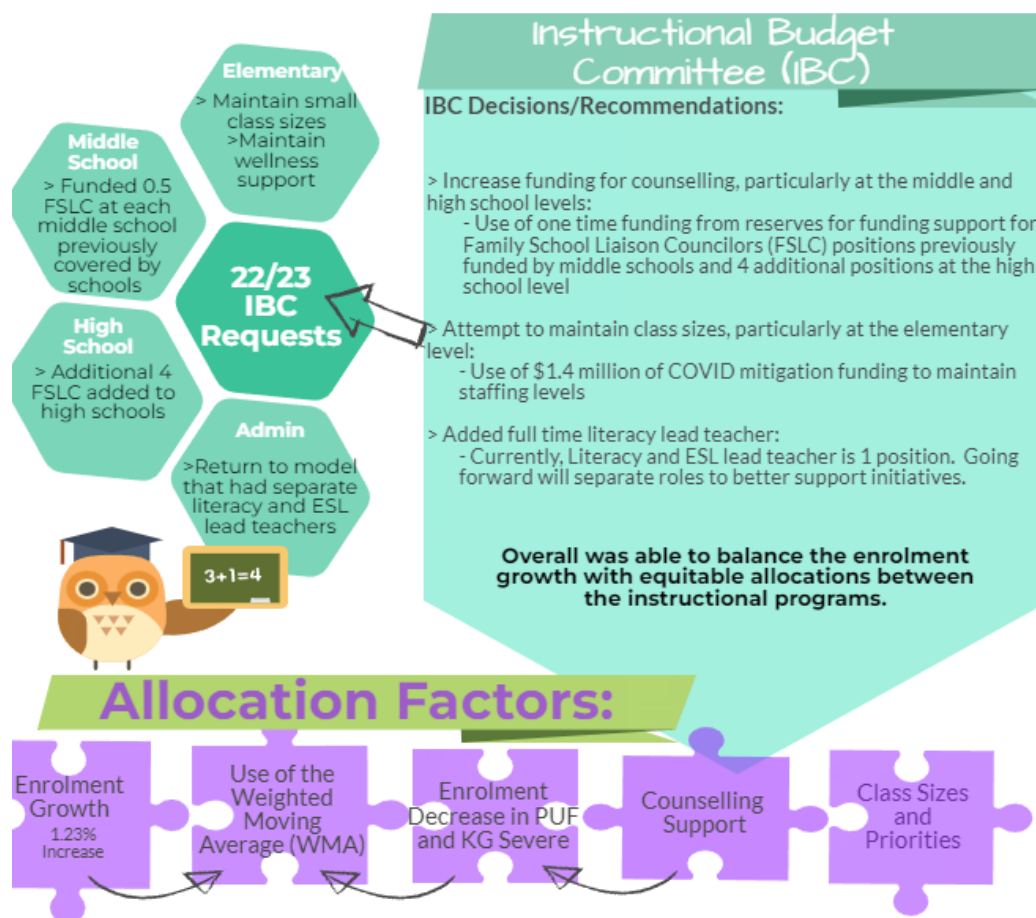 Instructional Budget
Committee (IBC)
Elementary
> Maintain small
class sizes
>Maintain
wellness
support
Middle
School
> Funded 0.5
FSLC at each
middle school
previously
covered by
schools
22/23
IBC
Requests
High
School
> Additional 4
FSLC added to
high schools
Admin
>Return to model
that had separate
literacy and ESL
lead teachers
3+1=4
IBC Decisions/Recommendations:
> Increase funding for counselling, particularly at the middle and
high school levels:
- Use of one time funding from reserves for funding support for
Family School Liaison Councilors (FSLC) positions previously
funded by middle schools and 4 additional positions at the high
school level
> Attempt to maintain class sizes, particularly at the elementary
level:
- Use of $1.4 million of COVID mitigation funding to maintain
staffing levels
> Added full time literacy lead teacher:
- Currently, Literacy and ESL lead teacher is 1 position. Going
forward will separate roles to better support initiatives.
Overall was able to balance the enrolment
growth with equitable allocations between
the instructional programs.
Allocation Factors:
Enrolment
Growth
1.23%
Increase
Use of the
Weighted
Moving
Average (WMA)
Enrolment
Decrease in PUF
and KG Severe
Counselling
Support
Class Sizes
and
Priorities